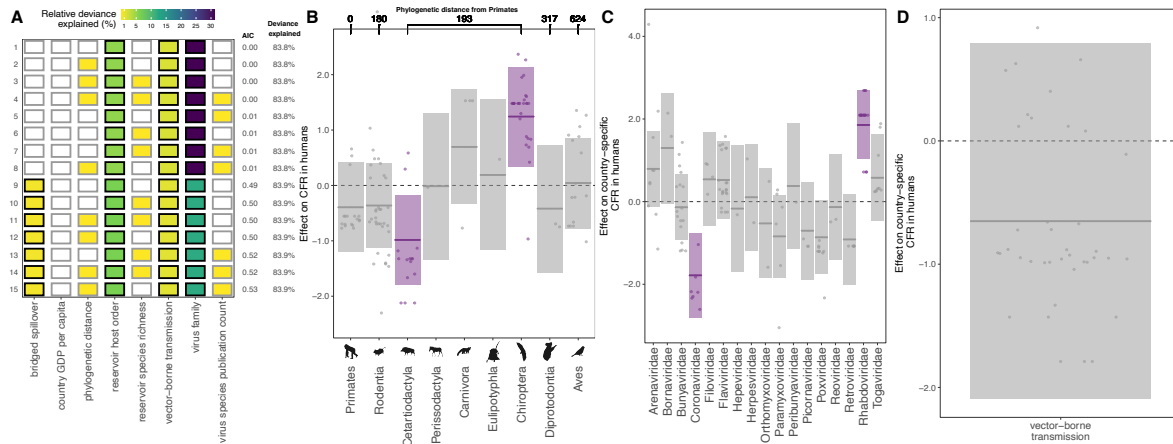 A
Relative deviance
explained (%)
1 5 10 20 30
AIC
Deviance
explained
1 0.00 83.8%
2 0.00 83.8%
3 0.00 83.8%
4 0.00 83.8%
5 0.01 83.8%
6 0.01 83.8%
7 0.01 83.8%
8 0.01 83.8%
9 0.49 83.9%
10 0.50 83.9%
11 0.50 83.9%
12 0.50 83.9%
13 0.52 83.9%
14 0.52 83.9%
15 0.53 83.9%
bridged spillover
country GDP per capita
phylogenetic distance
reservoir host order
reservoir species richness
vector-borne transmission
virus family
virus species publication count
B
Phylogenetic distance from Primates
0 180 193 317 624
Effect on CFR in humans
2.0
1.0
0.0
−1.0
−2.0
Primates
Rodentia
Cetartiodactyla
Perissodactyla
Carnivora
Eulipotyphla
Chiroptera
Diprotodontia
Aves
C
Effect on country-specific
CFR in humans
4.0
2.0
0.0
−2.0
Arenaviridae
Bornaviridae
Bunyaviridae
Coronaviridae
Filoviridae
Flaviviridae
Hepeviridae
Herpesviridae
Orthomyxoviridae
Paramyxoviridae
Peribunyaviridae
Picornaviridae
Poxviridae
Reoviridae
Retroviridae
Rhabdoviridae
Togaviridae
D
Effect on country-specific
CFR in humans
1.0
0.0
−1.0
−2.0
vector-borne
transmission